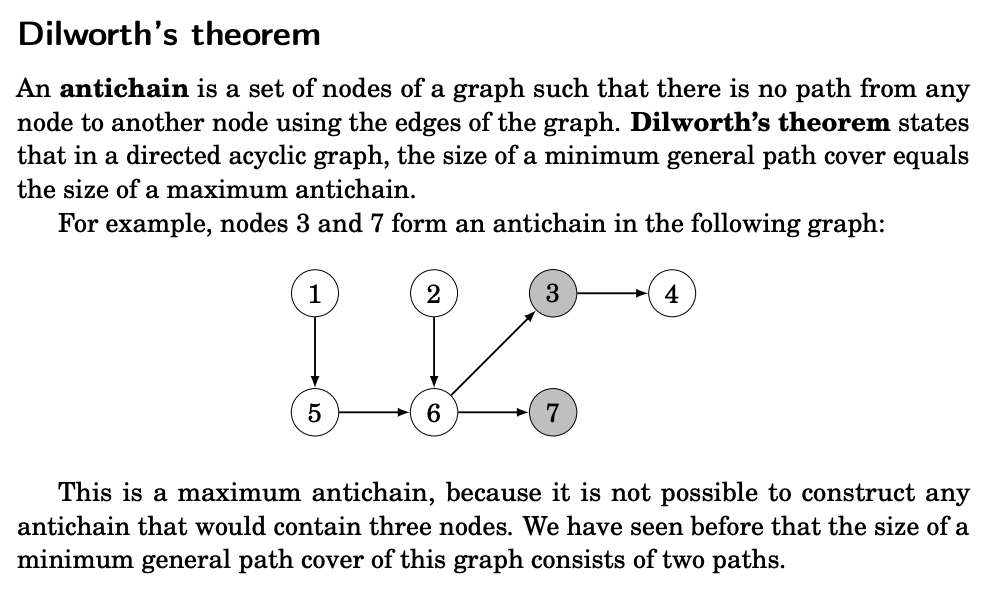 Dilworth's theorem
An antichain is a set of nodes of a graph such that there is no path from any
node to another node using the edges of the graph. Dilworth's theorem states
that in a directed acyclic graph, the size of a minimum general path cover equals
the size of a maximum antichain.
For example, nodes 3 and 7 form an antichain in the following graph:
1 2 3 4
5 6 7
This is a maximum antichain, because it is not possible to construct any
antichain that would contain three nodes. We have seen before that the size of a
minimum general path cover of this graph consists of two paths.